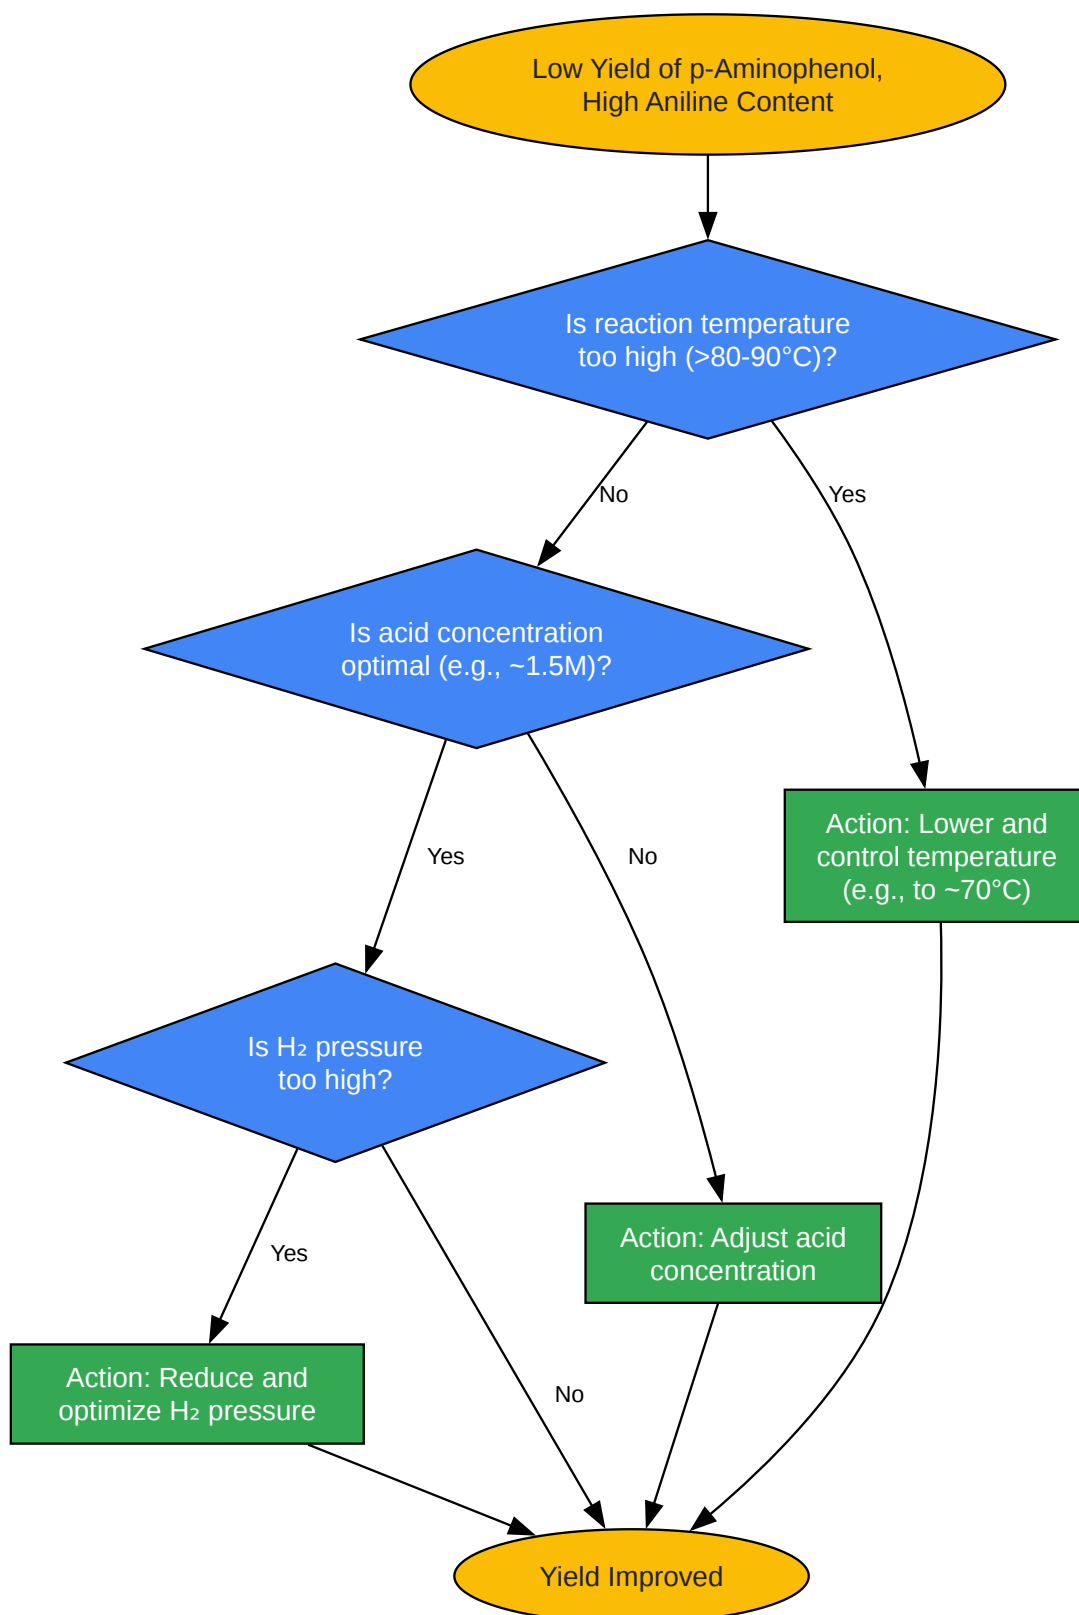 Low Yield of p-Aminophenol,
High Aniline Content
Is reaction temperature
too high (>80-90°C)?
No
Yes
Is acid concentration
optimal (e.g., ~1.5M)?
Action: Lower and
control temperature
(e.g., to ~70°C)
Yes
No
Is H₂ pressure
too high?
Action: Adjust acid
concentration
Yes
Action: Reduce and
optimize H₂ pressure
No
Yield Improved